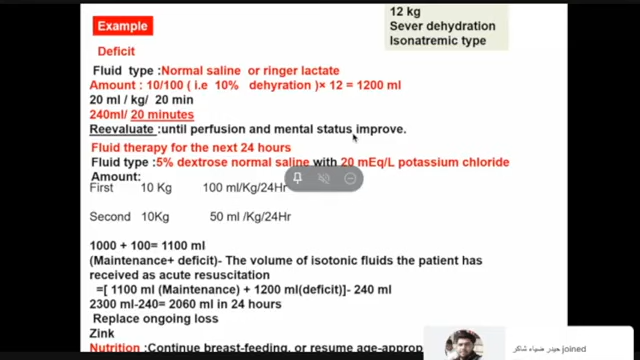 12 kg
Sever dehydration
Isonatremic type
Example
Deficit
Fluid type :Normal saline or ringer lactate
Amount : 10/100 ( i.e 10% dehyration )× 12 = 1200 ml
20 ml / kg/ 20 min
240ml/ 20 minutes
Reevaluate :until perfusion and mental status improve.
Fluid therapy for the next 24 hours
Fluid type :5% dextrose normal saline with 20 mEq/L potassium chloride
Amount:
First 10 Kg 100 ml/Kg/24Hr
Second 10Kg 50 ml /Kg/24Hr
1000 + 100= 1100 ml
(Maintenance+ deficit)- The volume of isotonic fluids the patient has
received as acute resuscitation
=[ 1100 ml (Maintenance) + 1200 ml(deficit)]- 240 ml
2300 ml-240= 2060 ml in 24 hours
Replace ongoing loss
Zink
Nutrition :Continue breast-feeding, or resume age-approp
حيدر ضياء شاكر joined